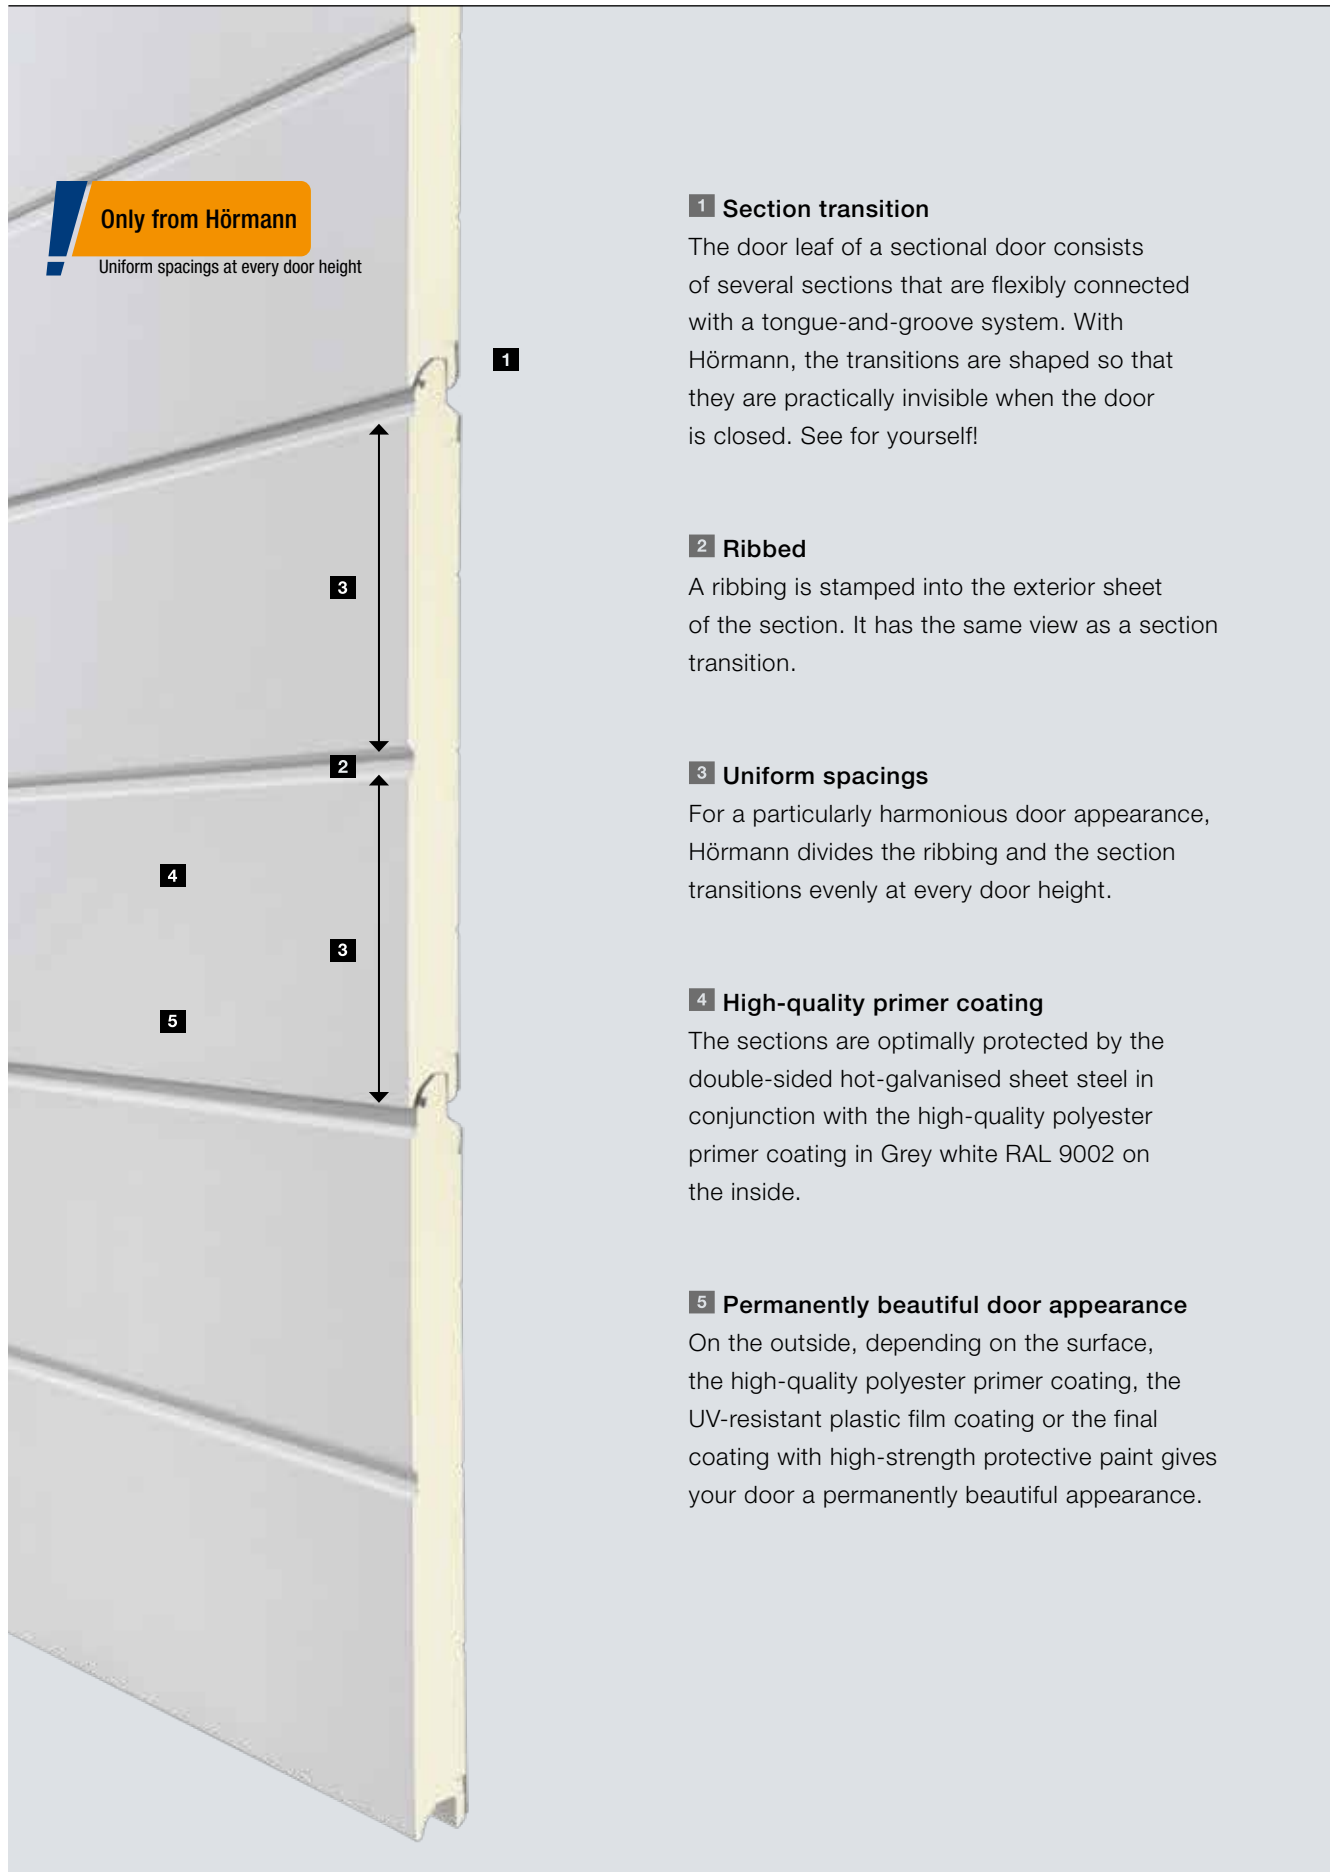 Only from Hörmann
Uniform spacings at every door height
1
3
2
4
3
5
1 Section transition
The door leaf of a sectional door consists
of several sections that are flexibly connected
with a tongue-and-groove system. With
Hörmann, the transitions are shaped so that
they are practically invisible when the door
is closed. See for yourself!
2 Ribbed
A ribbing is stamped into the exterior sheet
of the section. It has the same view as a section
transition.
3 Uniform spacings
For a particularly harmonious door appearance,
Hörmann divides the ribbing and the section
transitions evenly at every door height.
4 High-quality primer coating
The sections are optimally protected by the
double-sided hot-galvanised sheet steel in
conjunction with the high-quality polyester
primer coating in Grey white RAL 9002 on
the inside.
5 Permanently beautiful door appearance
On the outside, depending on the surface,
the high-quality polyester primer coating, the
UV-resistant plastic film coating or the final
coating with high-strength protective paint gives
your door a permanently beautiful appearance.